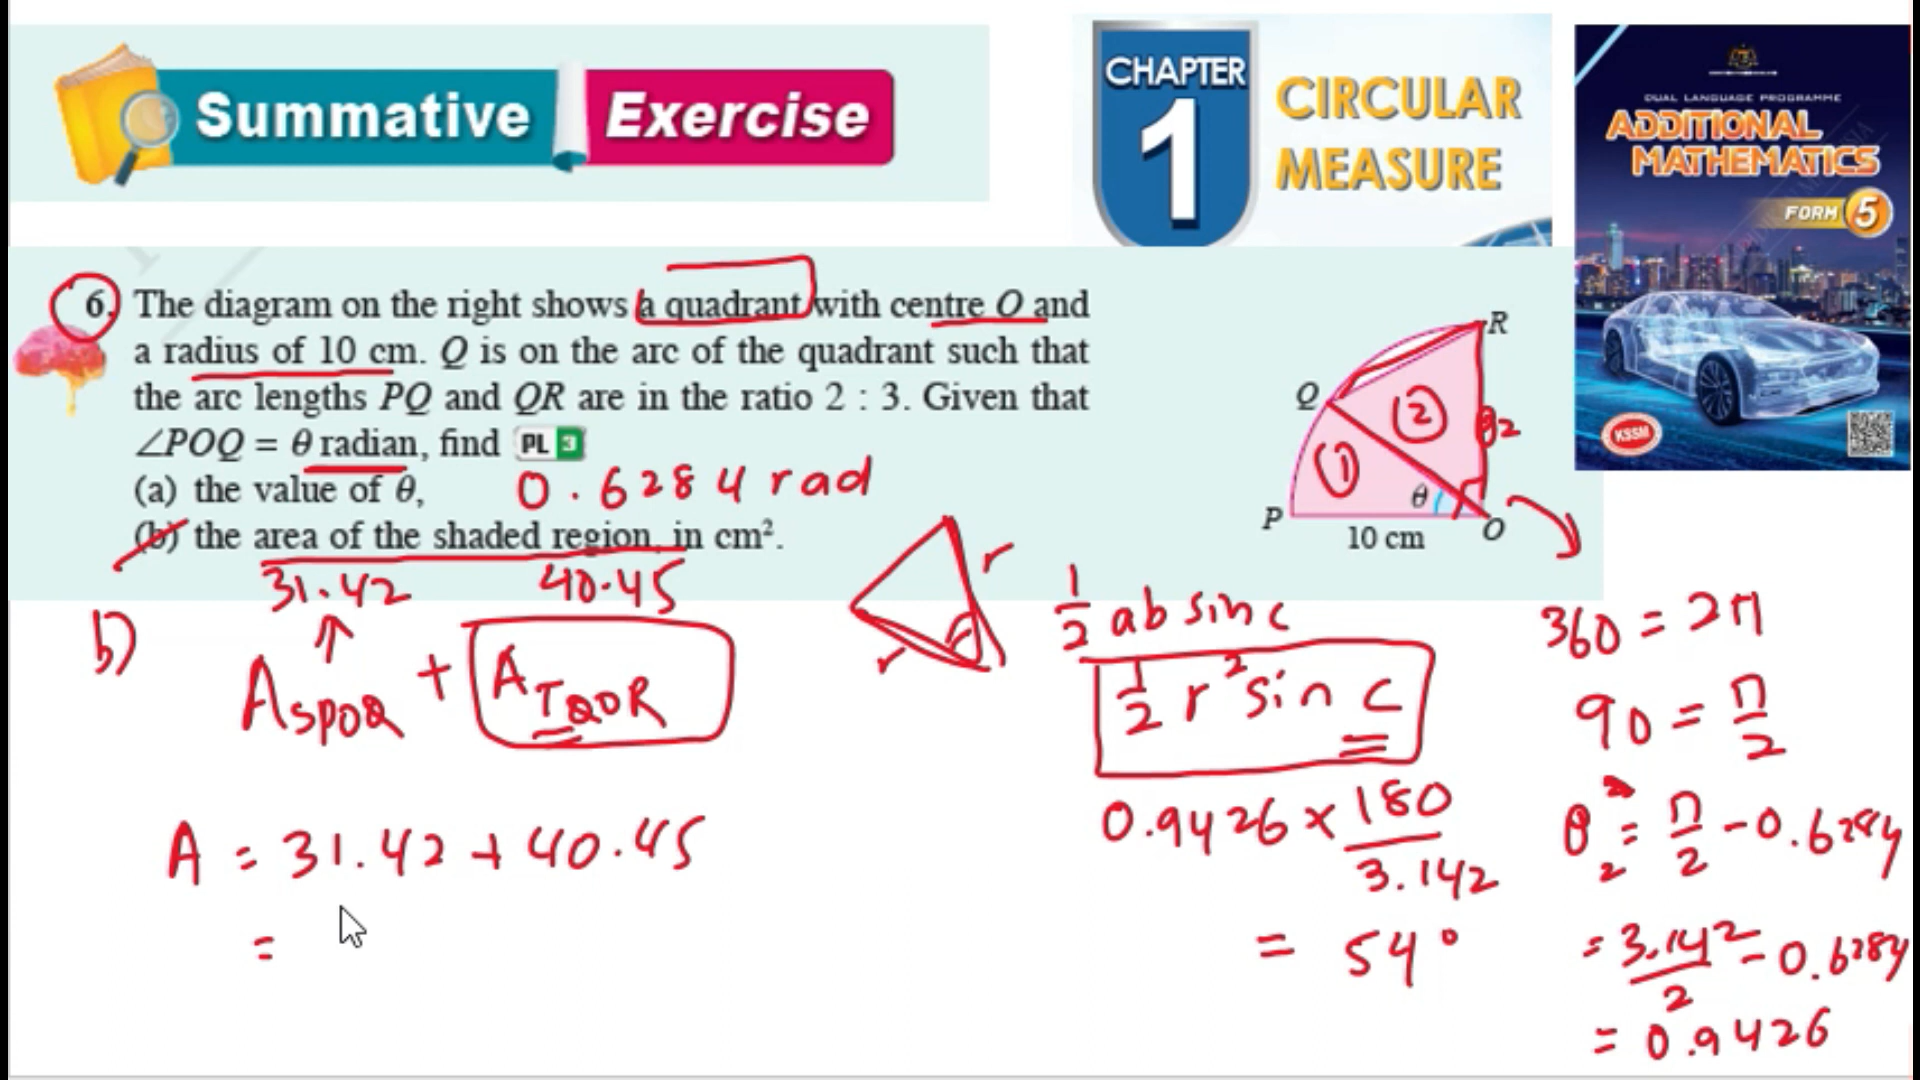 Summative Exercise
CHAPTER 1
CIRCULAR MEASURE
DUAL LANGUAGE PROGRAMME
ADDITIONAL MATHEMATICS
FORM 5
KSSM
6. The diagram on the right shows a quadrant with centre O and
a radius of 10 cm. Q is on the arc of the quadrant such that
the arc lengths PQ and QR are in the ratio 2 : 3. Given that
∠POQ = θ radian, find PL 3
(a) the value of θ, 0.6284 rad
(b) the area of the shaded region, in cm².
R
Q
② θ2
①
θ
P
10 cm
O
31.42 40.45
b)
↑
A SPOQ + A TQOR
A = 31.42 + 40.45
=
r
r
1/2 ab sin c
1/2 r² sin c
0.9426 × 180/3.142
= 54°
360 = 2π
90 = π/2
θ2 = π/2 - 0.6284
= 3.142/2 - 0.6284
= 0.9426